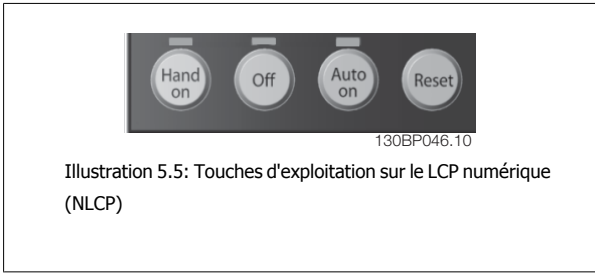 Hand on
Off
Auto on
Reset
130BP046.10
Illustration 5.5: Touches d'exploitation sur le LCP numérique
(NLCP)